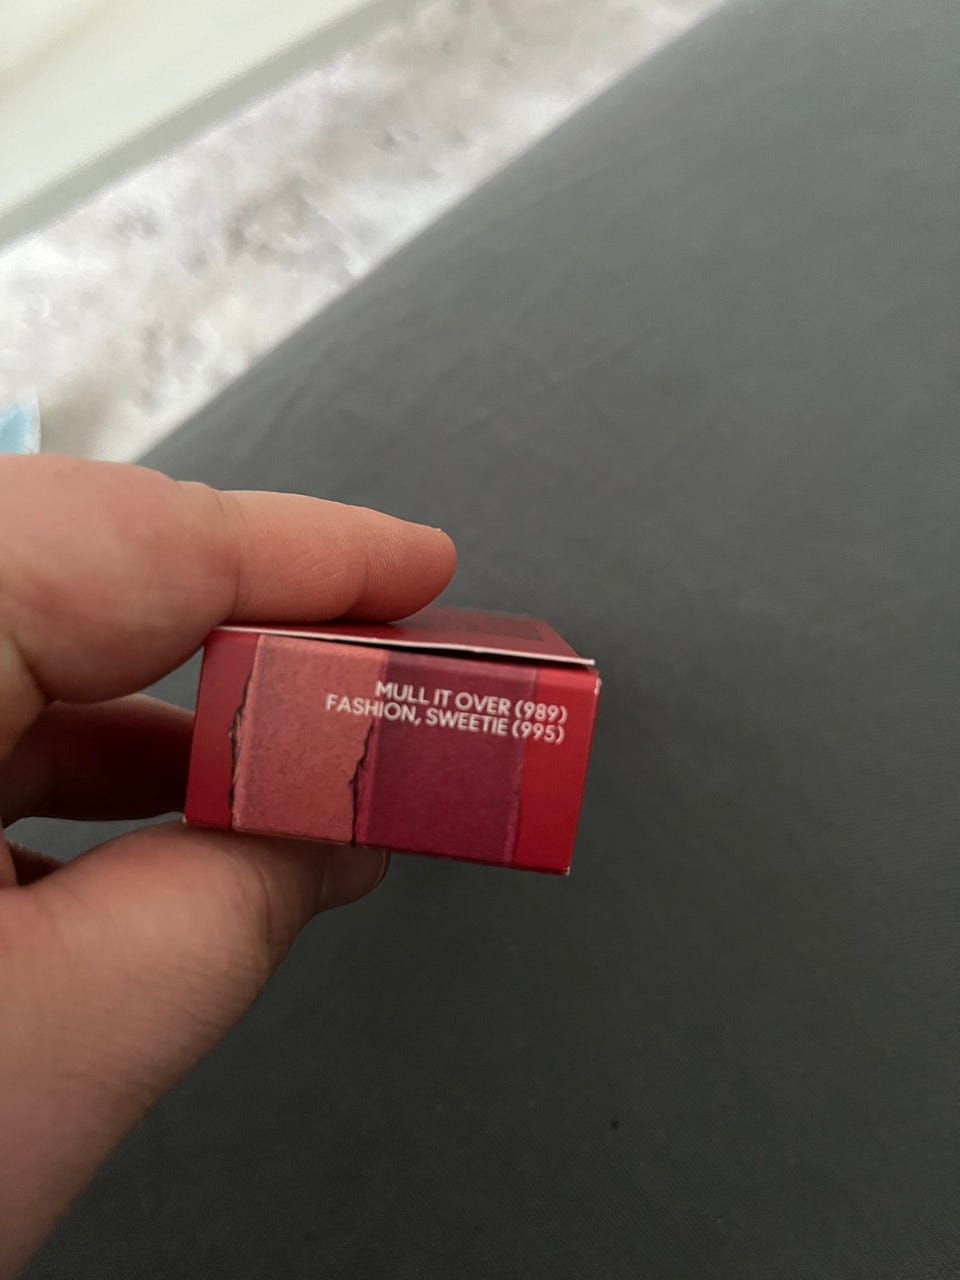 MULL IT OVER (989)
FASHION, SWEETIE (995)